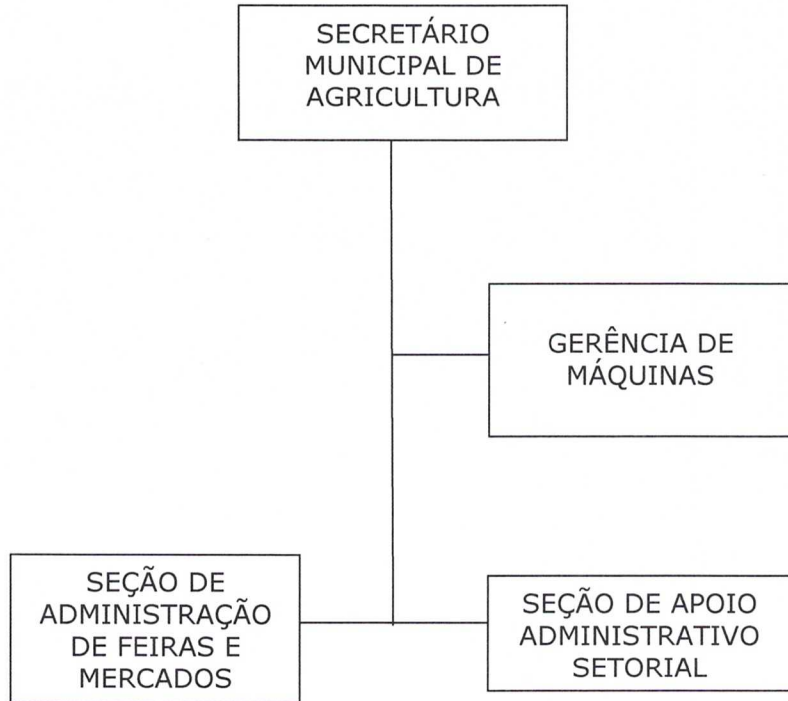 SECRETÁRIO
MUNICIPAL DE
AGRICULTURA
GERÊNCIA DE
MÁQUINAS
SEÇÃO DE
ADMINISTRAÇÃO
DE FEIRAS E
MERCADOS
SEÇÃO DE APOIO
ADMINISTRATIVO
SETORIAL